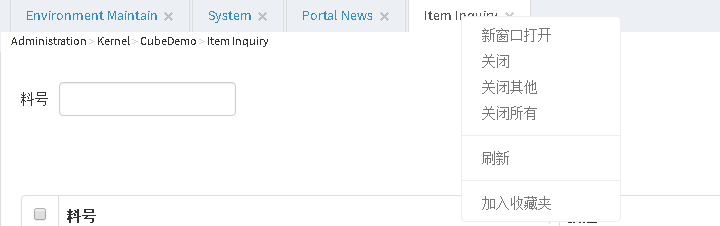 Environment Maintain
System
Portal News
Item Inquiry
Administration > Kernel > CubeDemo > Item Inquiry
新窗口打开
关闭
关闭其他
关闭所有
刷新
加入收藏夹
料号
料号